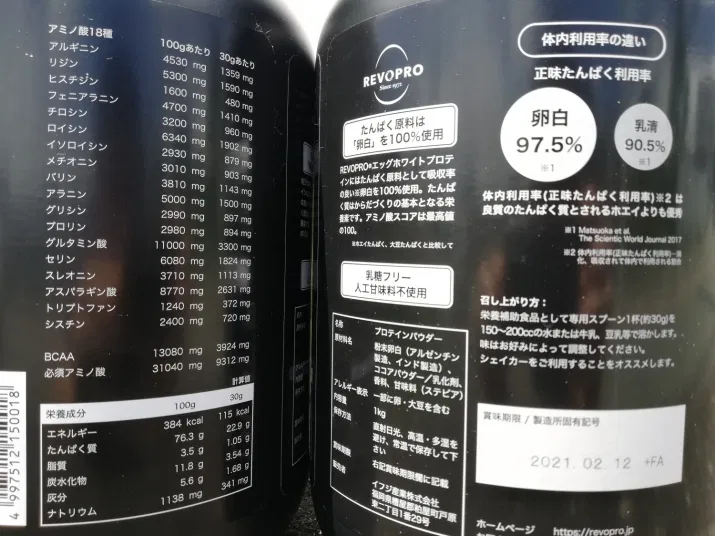 アミノ酸18種 100gあたり 30gあたり
アルギニン 4530 mg 1359 mg
リジン 5300 mg 1590 mg
ヒスチジン 1600 mg 480 mg
フェニアラニン 4700 mg 1410 mg
チロシン 3200 mg 960 mg
ロイシン 6340 mg 1902 mg
イソロイシン 2930 mg 879 mg
メチオニン 3010 mg 903 mg
バリン 3810 mg 1143 mg
アラニン 5000 mg 1500 mg
グリシン 2990 mg 897 mg
プロリン 2980 mg 894 mg
グルタミン酸 11000 mg 3300 mg
セリン 6080 mg 1824 mg
スレオニン 3710 mg 1113 mg
アスパラギン酸 8770 mg 2631 mg
トリプトファン 1240 mg 372 mg
シスチン 2400 mg 720 mg
BCAA 13080 mg 3924 mg
必須アミノ酸 31040 mg 9312 mg
計算値
栄養成分 100g 30g
エネルギー 384 kcal 115 kcal
たんぱく質 76.3 g 22.9 g
脂質 3.5 g 1.05 g
炭水化物 11.8 g 3.54 g
灰分 5.6 g 1.68 g
ナトリウム 1138 mg 341 mg
4 997512 150018
REVOPRO
Since 1972
たんぱく原料は
「卵白」を100%使用
REVOPRO®エッグホワイトプロテ
インにはたんぱく原料として吸収率
の良い※卵白を100%使用。たんぱ
く質はからだづくりの基本となる栄
養素です。アミノ酸スコアは最高値
の100。
※ホエイたんぱく、大豆たんぱくと比較して
乳糖フリー
人工甘味料不使用
名称 プロテインパウダー
原材料名 粉末卵白(アルゼンチン
製造、インド製造)、
ココアパウダー/乳化剤、
香料、甘味料(ステビア)
アレルギー表示 一部に卵・大豆を含む
内容量 1kg
保存方法 直射日光、高温・多湿を
避け、常温で保存して下
さい
賞味期限 右記賞味期限欄に記載
販売者 イフジ産業株式会社
福岡県糟屋郡粕屋町戸原
東二丁目1番29号
体内利用率の違い
正味たんぱく利用率
卵白
97.5%
※1
乳清
90.5%
※1
体内利用率(正味たんぱく利用率)※2 は
良質のたんぱく質とされるホエイよりも優秀
※1 Matsuoka et al.
The Scientic World Journal 2017
※2 体内利用率(正味たんぱく利用率)…消
化、吸収されて体内で利用される割合
召し上がり方：
栄養補助食品として専用スプーン1杯(約30g)を
150〜200ccの水または牛乳、豆乳等で溶かします。
味はお好みによって調整してください。
シェイカーをご利用することをオススメします。
賞味期限 / 製造所固有記号
2021.02.12 +FA
ホームページ https://revopro.jp